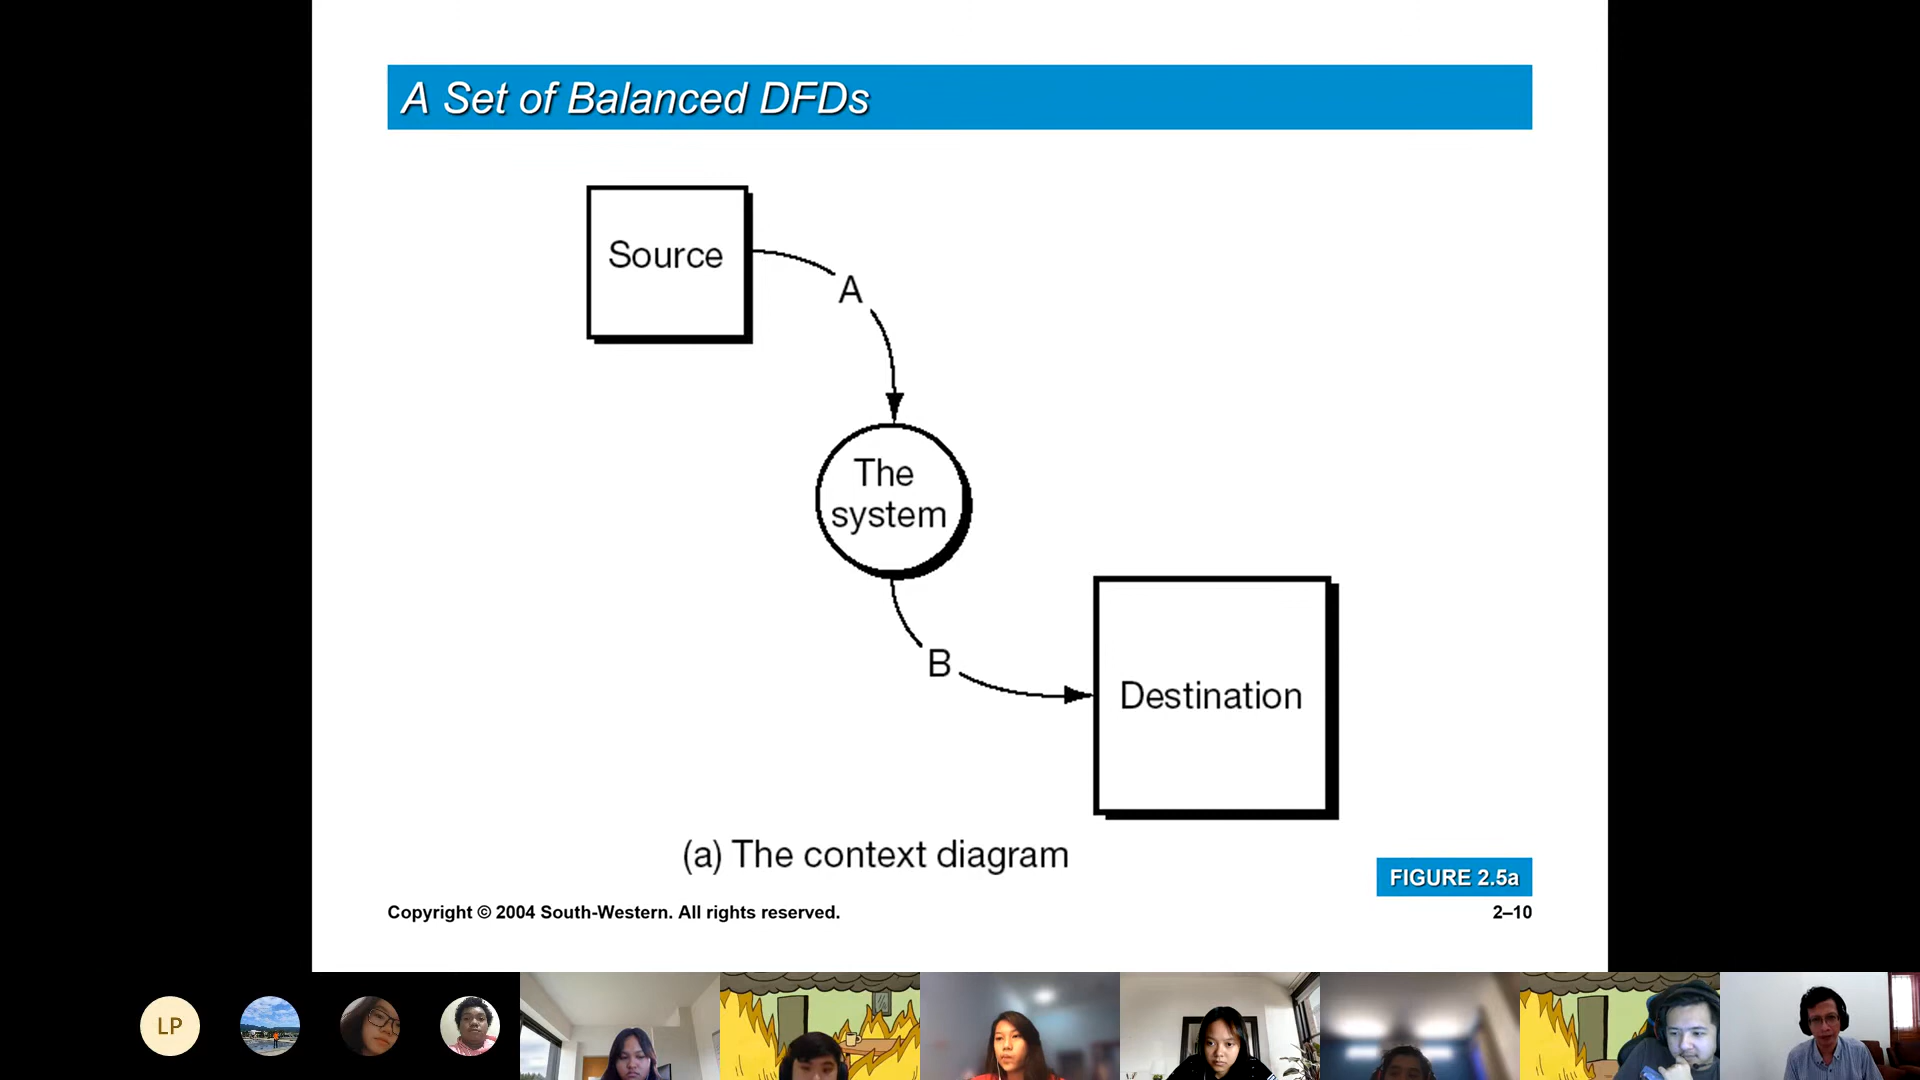 A Set of Balanced DFDs
Source
A
The
system
B
Destination
(a) The context diagram
FIGURE 2.5a
Copyright © 2004 South-Western. All rights reserved.
2–10
LP